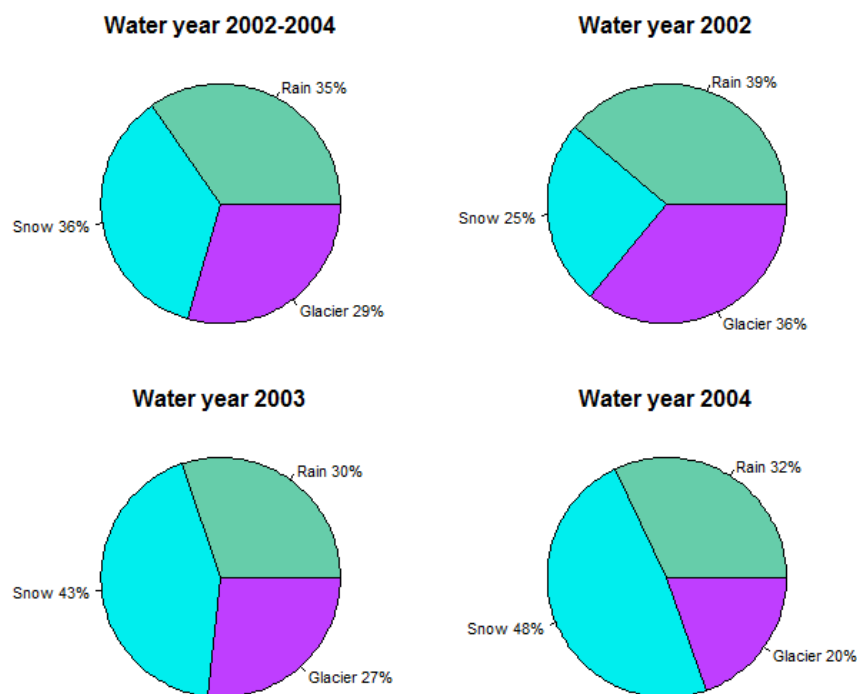 Water year 2002-2004
Rain 35%
Snow 36%
Glacier 29%
Water year 2002
Rain 39%
Snow 25%
Glacier 36%
Water year 2003
Rain 30%
Snow 43%
Glacier 27%
Water year 2004
Rain 32%
Snow 48%
Glacier 20%